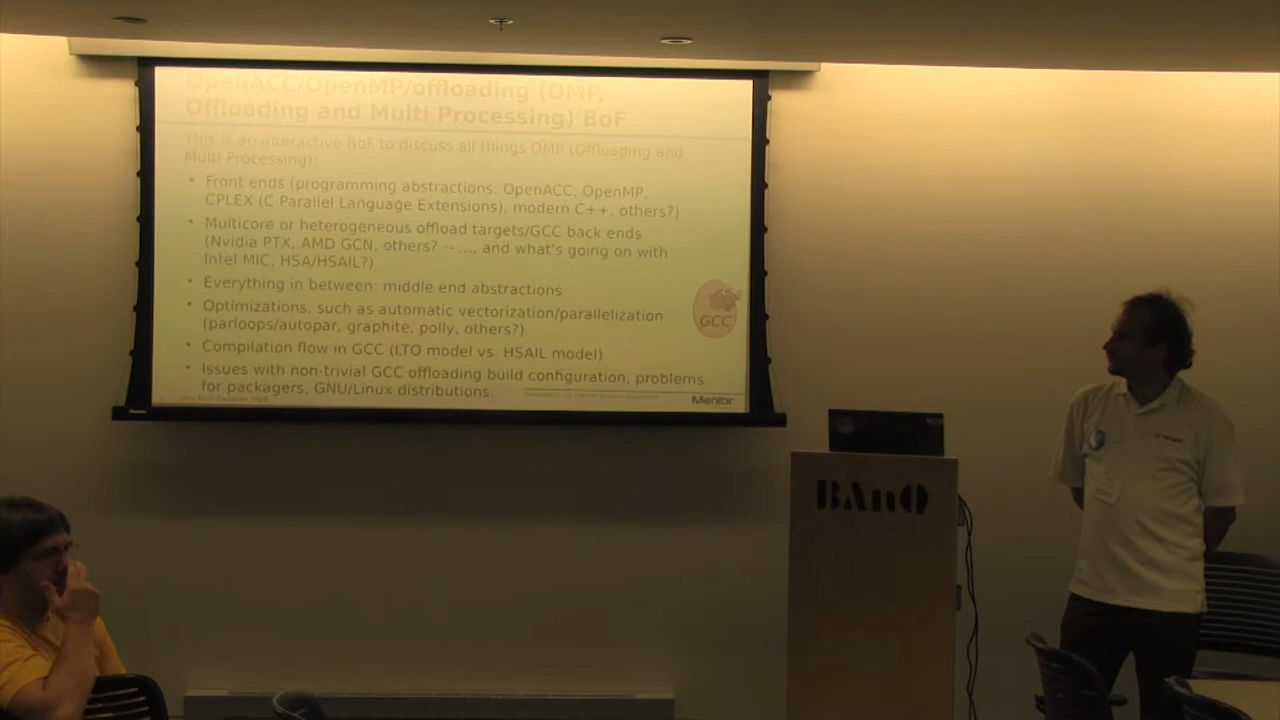 OpenACC/OpenMP/offloading (OMP,
Offloading and Multi Processing) BoF
This is an interactive BoF to discuss all things OMP (Offloading and
Multi Processing):
• Front ends (programming abstractions: OpenACC, OpenMP,
CPLEX (C Parallel Language Extensions), modern C++, others?)
• Multicore or heterogeneous offload targets/GCC back ends
(Nvidia PTX, AMD GCN, others? -- ..., and what's going on with
Intel MIC, HSA/HSAIL?)
• Everything in between: middle end abstractions
• Optimizations, such as automatic vectorization/parallelization
(parloops/autopar, graphite, polly, others?)
• Compilation flow in GCC (LTO model vs. HSAIL model)
• Issues with non-trivial GCC offloading build configuration, problems
for packagers, GNU/Linux distributions.
GCC
Mentor
BAnQ